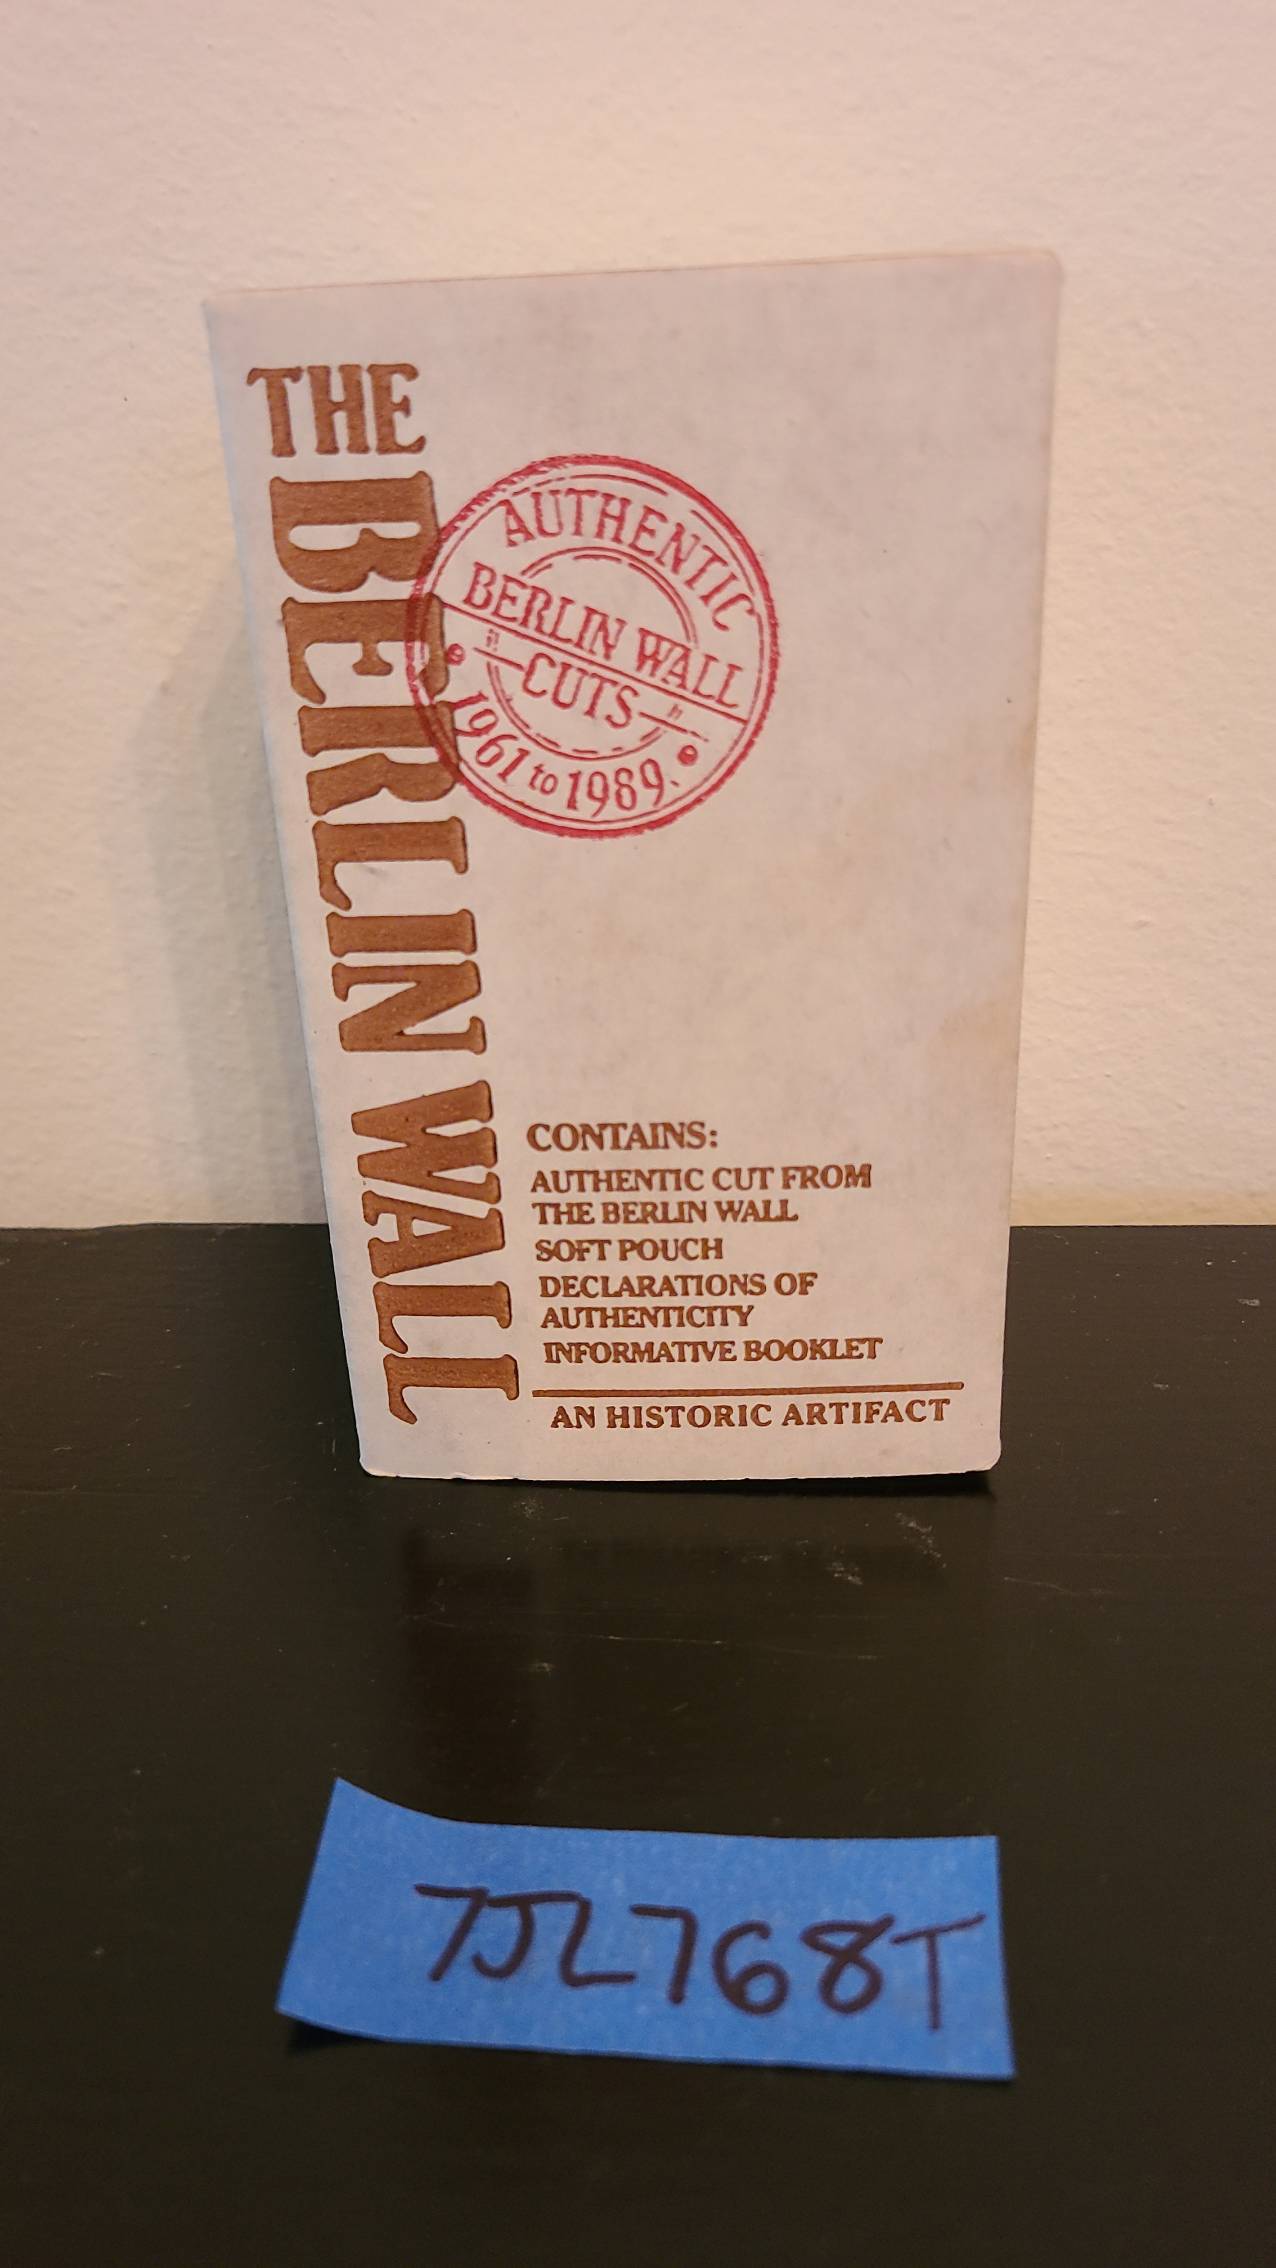 THE
BERLIN WALL
AUTHENTIC
BERLIN WALL
CUTS
1961 to 1989.
CONTAINS:
AUTHENTIC CUT FROM
THE BERLIN WALL
SOFT POUCH
DECLARATIONS OF
AUTHENTICITY
INFORMATIVE BOOKLET
AN HISTORIC ARTIFACT
7JL768T